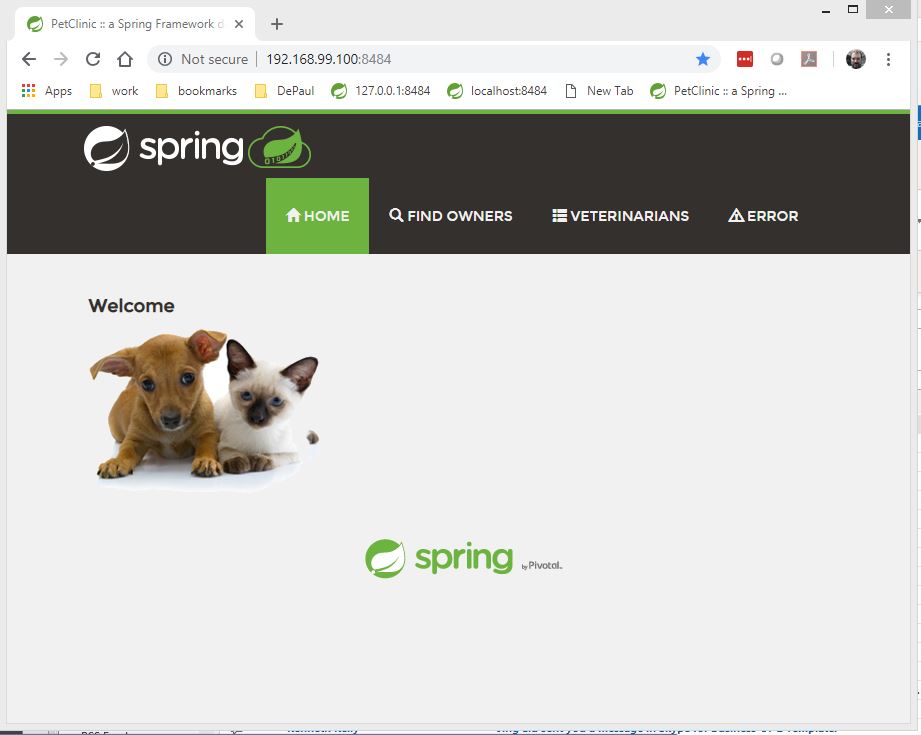 PetClinic :: a Spring Framework d
Not secure | 192.168.99.100:8484
Apps work bookmarks DePaul 127.0.0.1:8484 localhost:8484 New Tab PetClinic :: a Spring ...
spring
HOME FIND OWNERS VETERINARIANS ERROR
Welcome
spring by Pivotal